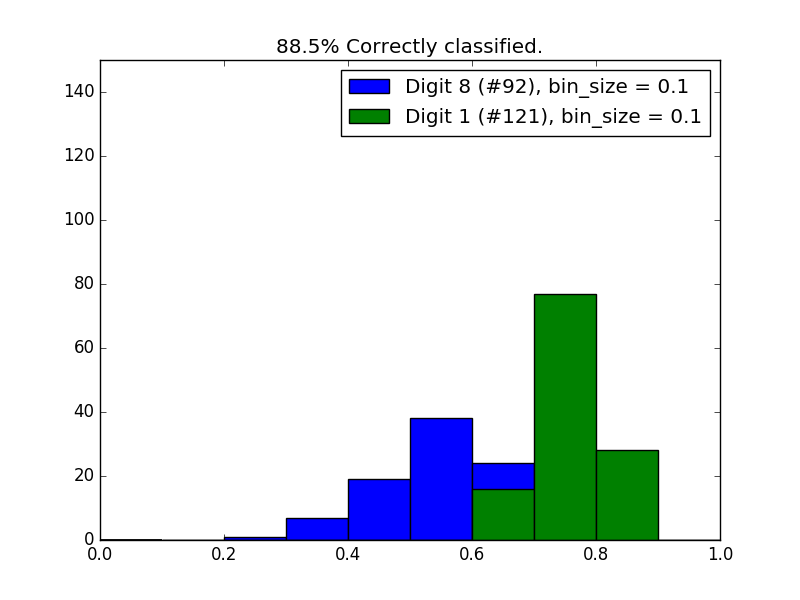 88.5% Correctly classified.
Digit 8 (#92), bin_size = 0.1
Digit 1 (#121), bin_size = 0.1
140
120
100
80
60
40
20
0
0.0 0.2 0.4 0.6 0.8 1.0